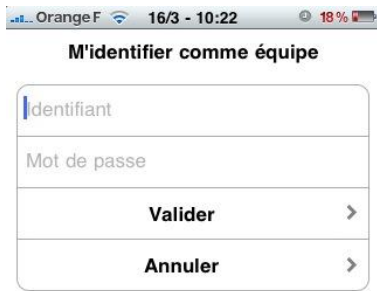 Orange F 16/3 - 10:22 18 %
M'identifier comme équipe
Identifiant
Mot de passe
Valider
Annuler